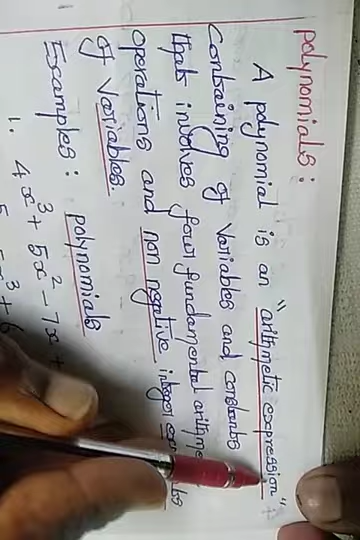 polynomials:
A polynomial is an "arithmetic expression"
Containing of variables and constants
that involves four fundamental arithme
operations and non negative integer
of variables.
Examples: polynomials
1. 4x³ + 5x² - 7x +